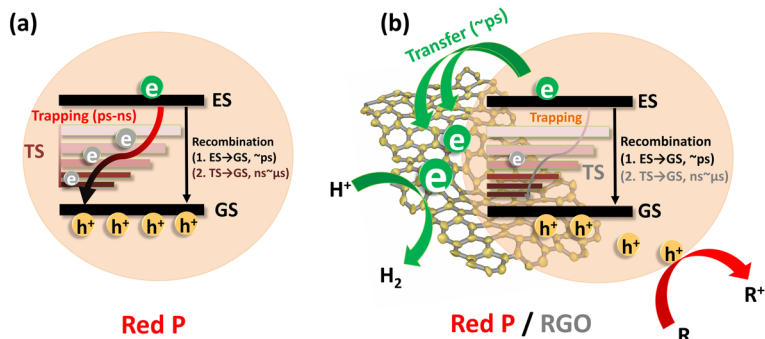 (a)
e
ES
Trapping (ps-ns)
e
TS
e
e
Recombination
(1. ES→GS, ~ps)
(2. TS→GS, ns~μs)
GS
h+ h+ h+ h+
Red P
(b)
Transfer (~ps)
e
ES
Trapping
e
e
e
TS
Recombination
(1. ES→GS, ~ps)
(2. TS→GS, ns~μs)
GS
H+
H₂
h+ h+
h+
h+
R+
R
Red P / RGO